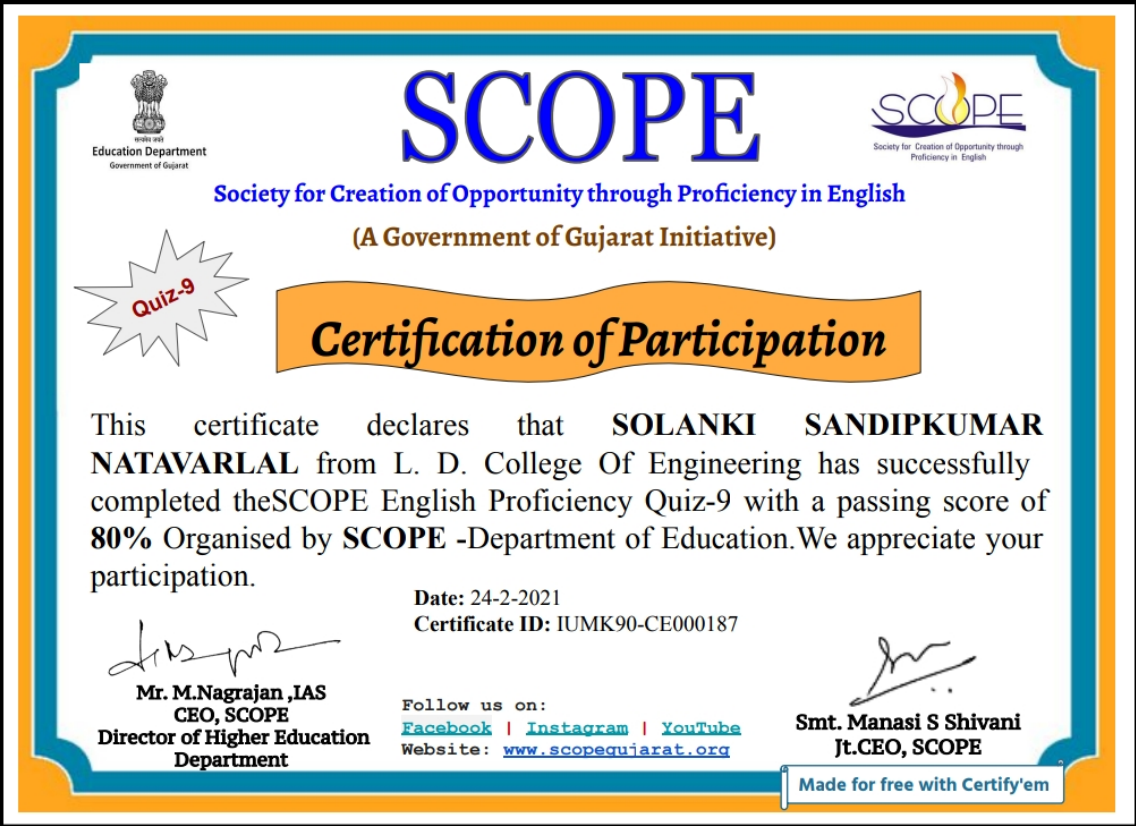 सत्यमेव जयते
Education Department
Government of Gujarat
SCOPE
SCOPE
Society for Creation of Opportunity through
Proficiency in English
Society for Creation of Opportunity through Proficiency in English
(A Government of Gujarat Initiative)
Quiz-9
Certification of Participation
This certificate declares that SOLANKI SANDIPKUMAR
NATAVARLAL from L. D. College Of Engineering has successfully
completed theSCOPE English Proficiency Quiz-9 with a passing score of
80% Organised by SCOPE -Department of Education.We appreciate your
participation.
Date: 24-2-2021
Certificate ID: IUMK90-CE000187
Mr. M.Nagrajan ,IAS
CEO, SCOPE
Director of Higher Education
Department
Follow us on:
Facebook | Instagram | YouTube
Website: www.scopegujarat.org
Smt. Manasi S Shivani
Jt.CEO, SCOPE
Made for free with Certify'em